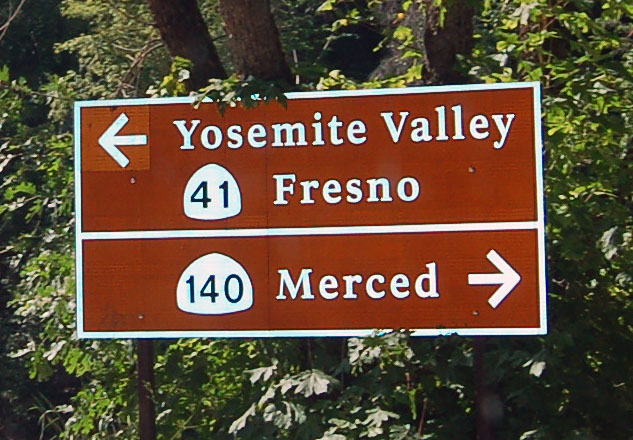 ← Yosemite Valley
41 Fresno
140 Merced →